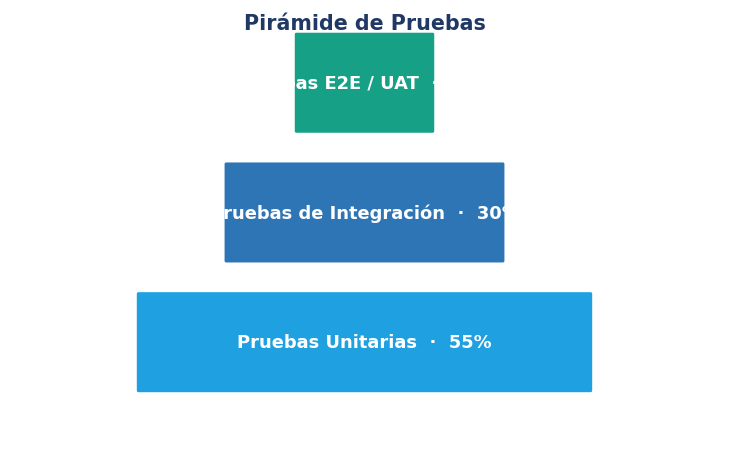 Pirámide de Pruebas
as E2E / UAT ·
ruebas de Integración · 30%
Pruebas Unitarias · 55%